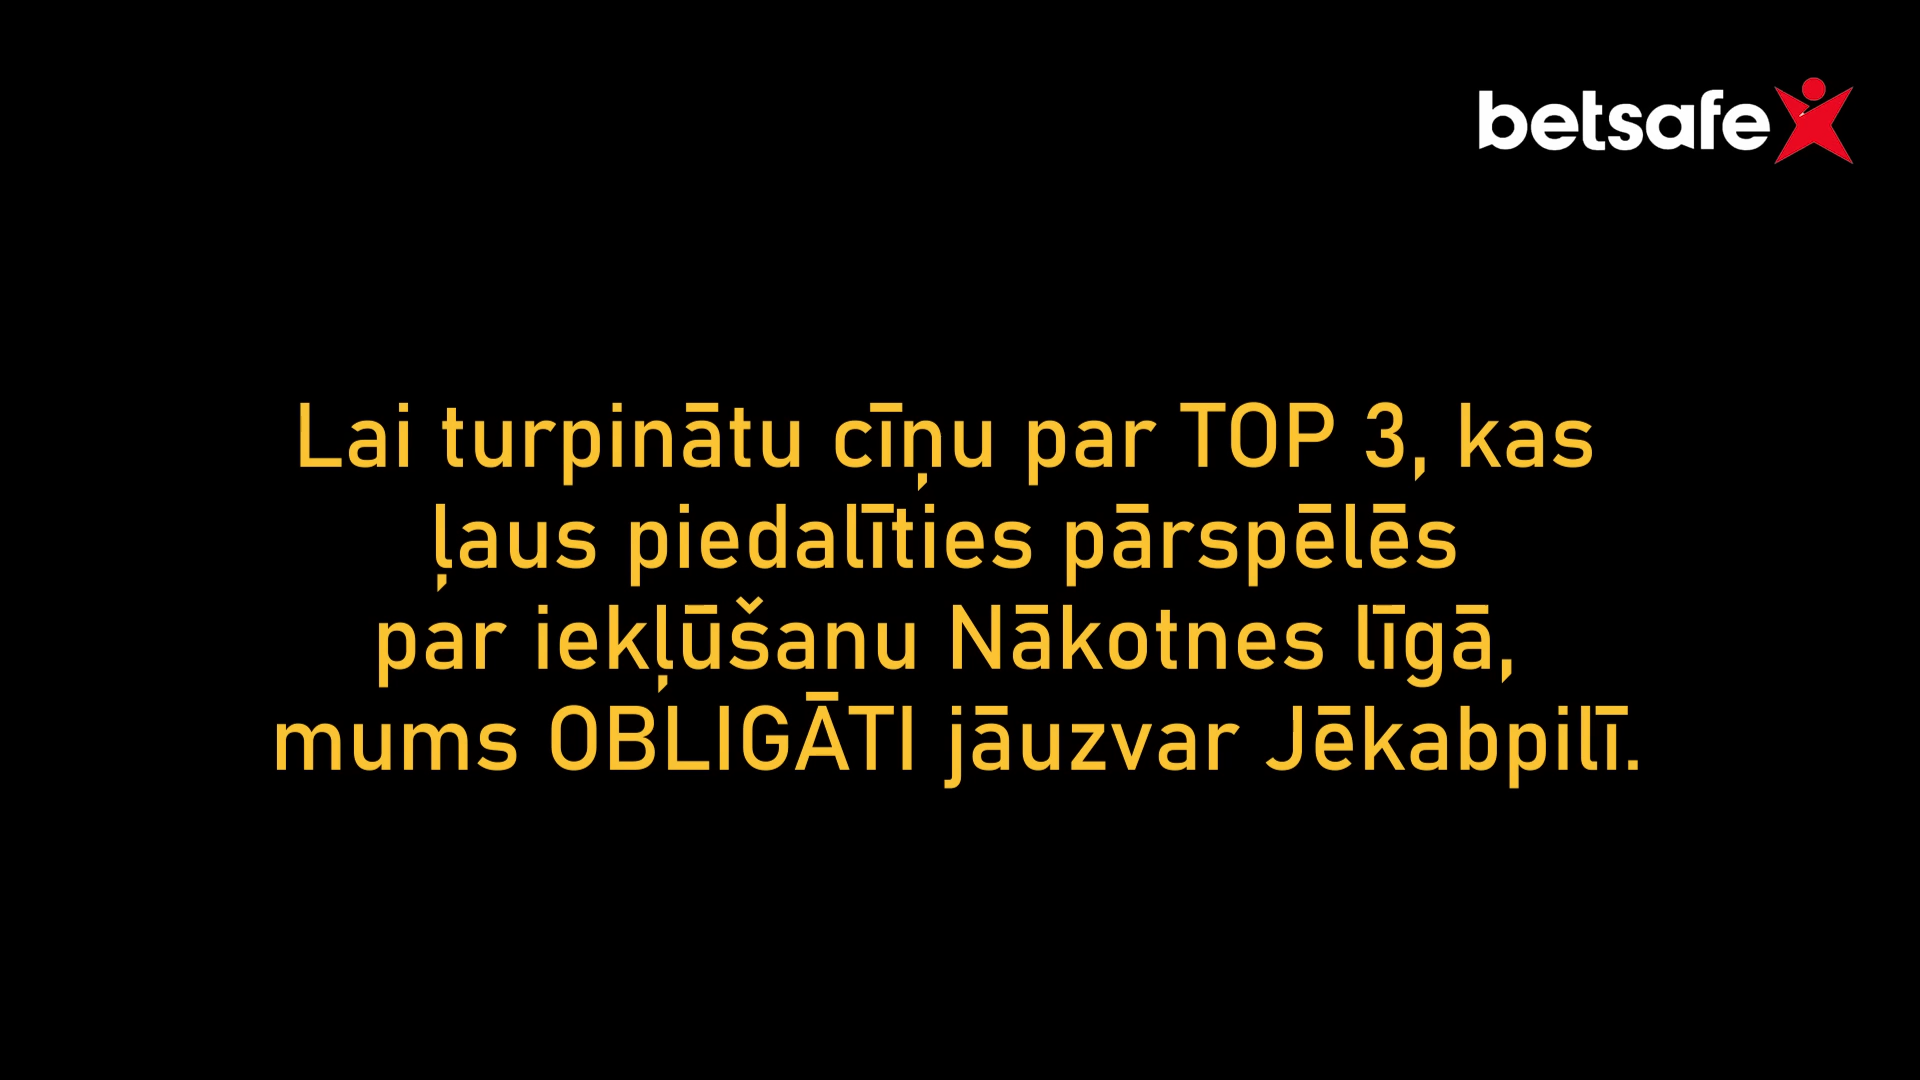 betsafe
Lai turpinātu cīņu par TOP 3, kas
ļaus piedalīties pārspēlēs
par iekļūšanu Nākotnes līgā,
mums OBLIGĀTI jāuzvar Jēkabpilī.